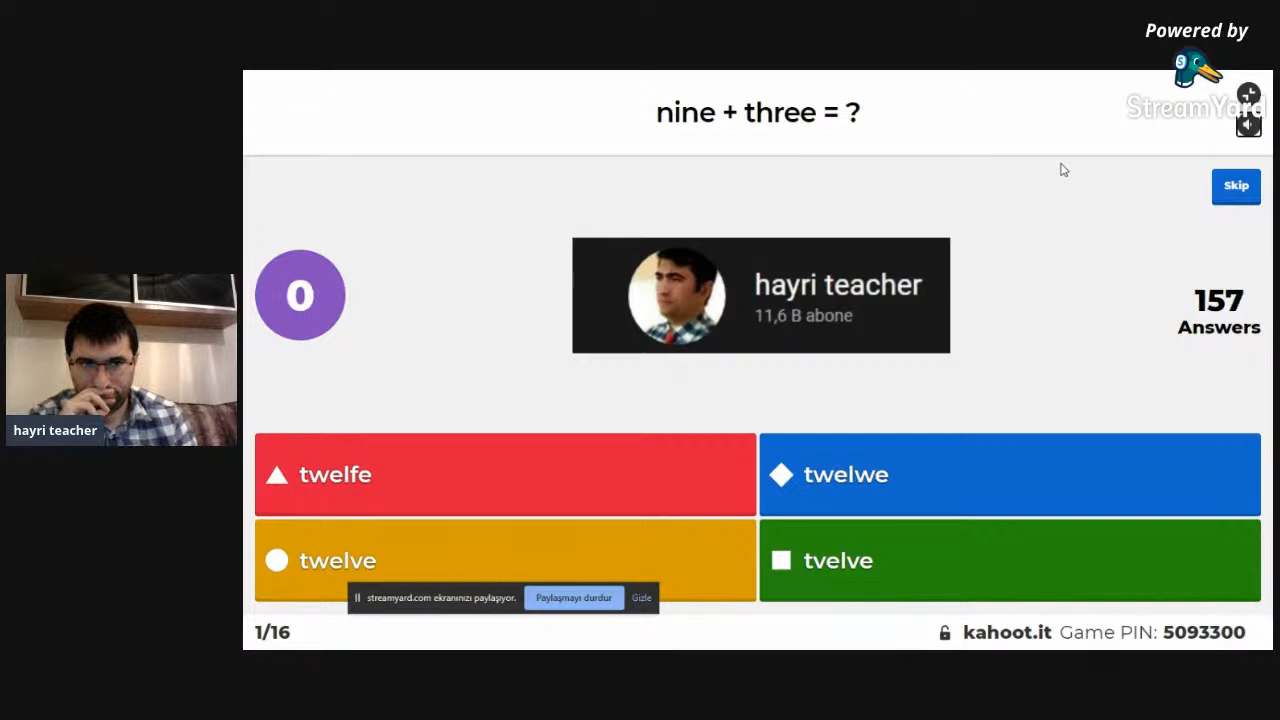 Powered by
StreamYard
nine + three = ?
Skip
0
hayri teacher
11,6 B abone
157
Answers
hayri teacher
twelfe
twelwe
twelve
tvelve
streamyard.com ekranınızı paylaşıyor. Paylaşmayı durdur Gizle
1/16
kahoot.it Game PIN: 5093300